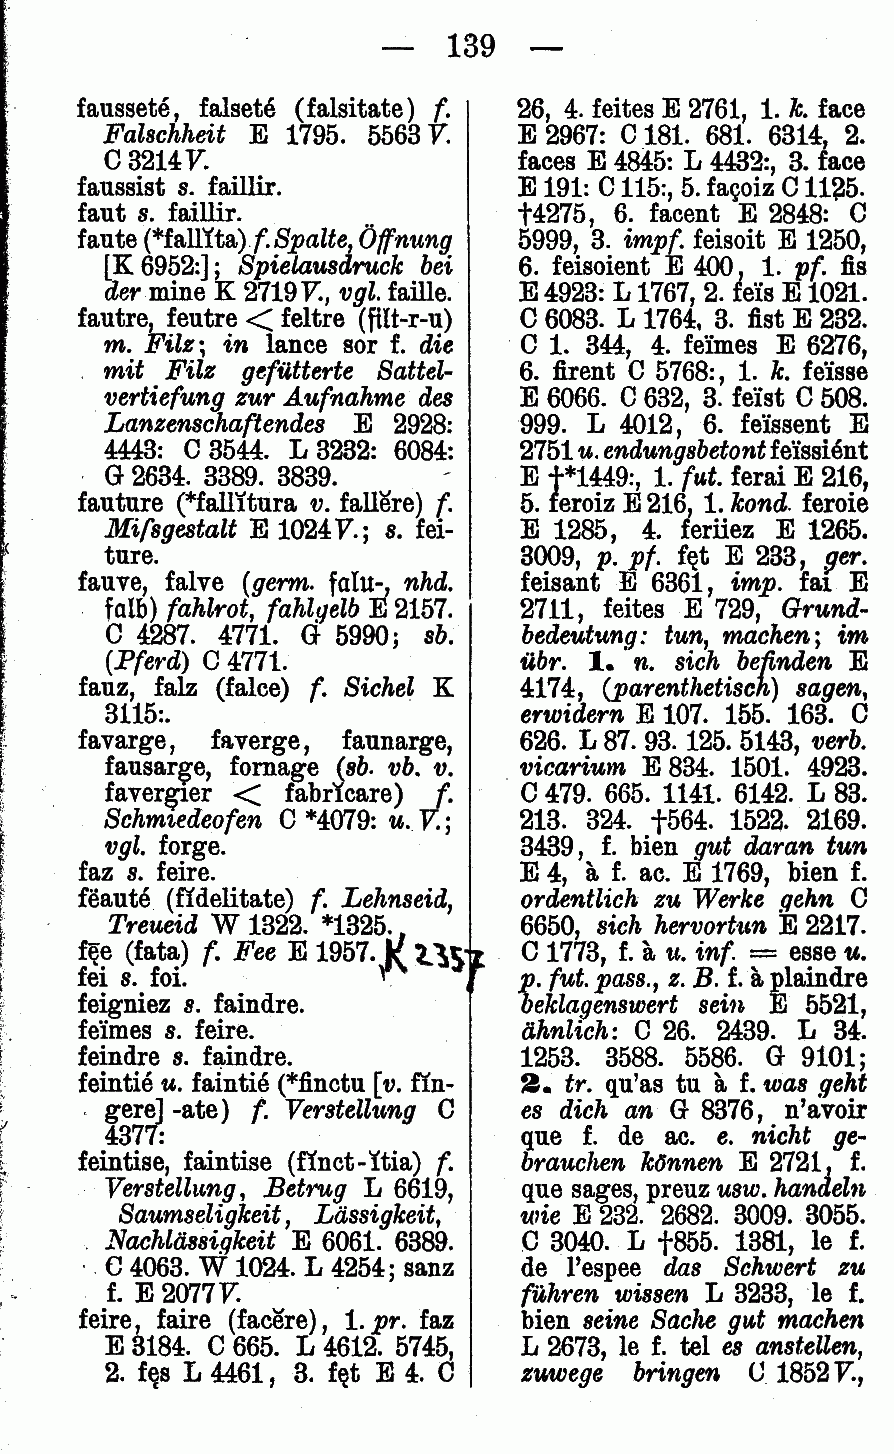 — 139 —
fausseté, falseté (falsitate) f.
Falschheit E 1795. 5563 V.
C 3214 V.
faussist s. faillir.
faut s. faillir.
faute (*fallĭta) f. Spalte, Öffnung
[K 6952:]; Spielausdruck bei
der mine K 2719 V., vgl. faille.
fautre, feutre < feltre (filt-r-u)
m. Filz; in lance sor f. die
mit Filz gefütterte Sattel-
vertiefung zur Aufnahme des
Lanzenschaftendes E 2928:
4443: C 3544. L 3232: 6084:
G 2634. 3389. 3839.
fauture (*fallĭtura v. fallĕre) f.
Mifsgestalt E 1024 V.; s. fei-
ture.
fauve, falve (germ. falu-, nhd.
falb) fahlrot, fahlgelb E 2157.
C 4287. 4771. G 5990; sb.
(Pferd) C 4771.
fauz, falz (falce) f. Sichel K
3115:.
favarge, faverge, faunarge,
fausarge, fornage (sb. vb. v.
favergier < fabrĭcare) f.
Schmiedeofen C *4079: u. V.;
vgl. forge.
faz s. feire.
fëauté (fĭdelitate) f. Lehnseid,
Treueid W 1322. *1325.
fę̄e (fata) f. Fee E 1957. K 2357
fei s. foi.
feigniez s. faindre.
feïmes s. feire.
feindre s. faindre.
feintié u. faintié (*finctu [v. fĭn-
gere] -ate) f. Verstellung C
4377:
feintise, faintise (fĭnct-ĭtia) f.
Verstellung, Betrug L 6619,
Saumseligkeit, Lässigkeit,
Nachlässigkeit E 6061. 6389.
C 4063. W 1024. L 4254; sanz
f. E 2077 V.
feire, faire (facĕre), 1. pr. faz
E 3184. C 665. L 4612. 5745,
2. fęs L 4461, 3. fęt E 4. C
26, 4. feites E 2761, 1. k. face
E 2967: C 181. 681. 6314, 2.
faces E 4845: L 4432:, 3. face
E 191: C 115:, 5. façoiz C 1125.
†4275, 6. facent E 2848: C
5999, 3. impf. feisoit E 1250,
6. feisoient E 400, 1. pf. fis
E 4923: L 1767, 2. feïs E 1021.
C 6083. L 1764, 3. fist E 232.
C 1. 344, 4. feïmes E 6276,
6. firent C 5768:, 1. k. feïsse
E 6066. C 632, 3. feïst C 508.
999. L 4012, 6. feïssent E
2751 u. endungsbetont feïssiént
E †*1449:, 1. fut. ferai E 216,
5. feroiz E 216, 1. kond. feroie
E 1285, 4. feriiez E 1265.
3009, p. pf. fęt E 233, ger.
feisant E 6361, imp. fai E
2711, feites E 729, Grund-
bedeutung: tun, machen; im
übr. 1. n. sich befinden E
4174, (parenthetisch) sagen,
erwidern E 107. 155. 163. C
626. L 87. 93. 125. 5143, verb.
vicarium E 834. 1501. 4923.
C 479. 665. 1141. 6142. L 83.
213. 324. †564. 1522. 2169.
3439, f. bien gut daran tun
E 4, à f. ac. E 1769, bien f.
ordentlich zu Werke gehn C
6650, sich hervortun E 2217.
C 1773, f. à u. inf. = esse u.
p. fut. pass., z. B. f. à plaindre
beklagenswert sein E 5521,
ähnlich: C 26. 2439. L 34.
1253. 3588. 5586. G 9101;
2. tr. qu'as tu à f. was geht
es dich an G 8376, n'avoir
que f. de ac. e. nicht ge-
brauchen können E 2721, f.
que sages, preuz usw. handeln
wie E 232. 2682. 3009. 3055.
C 3040. L †855. 1381, le f.
de l'espee das Schwert zu
führen wissen L 3233, le f.
bien seine Sache gut machen
L 2673, le f. tel es anstellen,
zuwege bringen C 1852 V.,